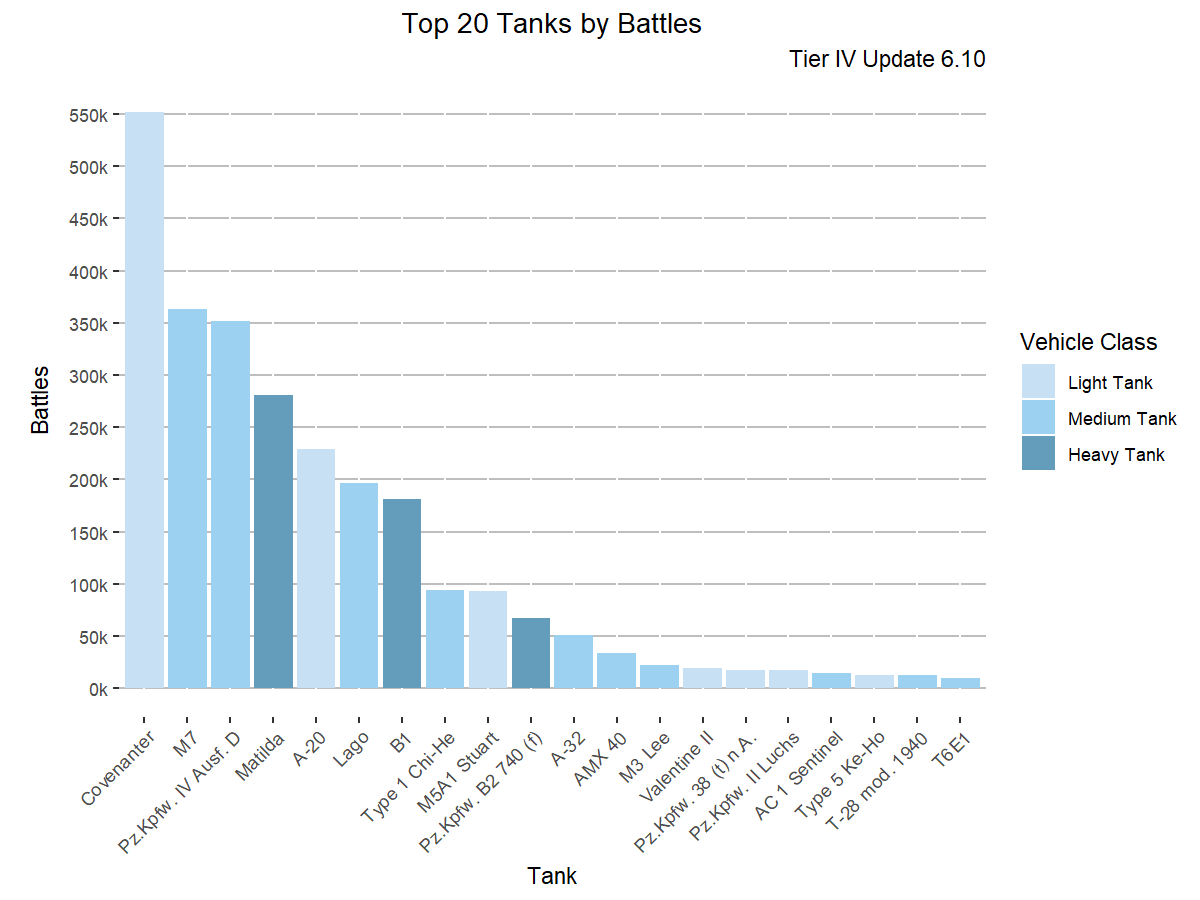 Top 20 Tanks by Battles
Tier IV Update 6.10
550k
500k
450k
400k
350k
300k
250k
200k
150k
100k
50k
0k
Battles
Covenanter
M7
Pz.Kpfw. IV Ausf. D
Matilda
A-20
Lago
B1
Type 1 Chi-He
M5A1 Stuart
Pz.Kpfw. B2 740 (f)
A-32
AMX 40
M3 Lee
Valentine II
Pz.Kpfw. 38 (t) n.A.
Pz.Kpfw. II Luchs
AC 1 Sentinel
Type 5 Ke-Ho
T-28 mod. 1940
T6E1
Tank
Vehicle Class
Light Tank
Medium Tank
Heavy Tank